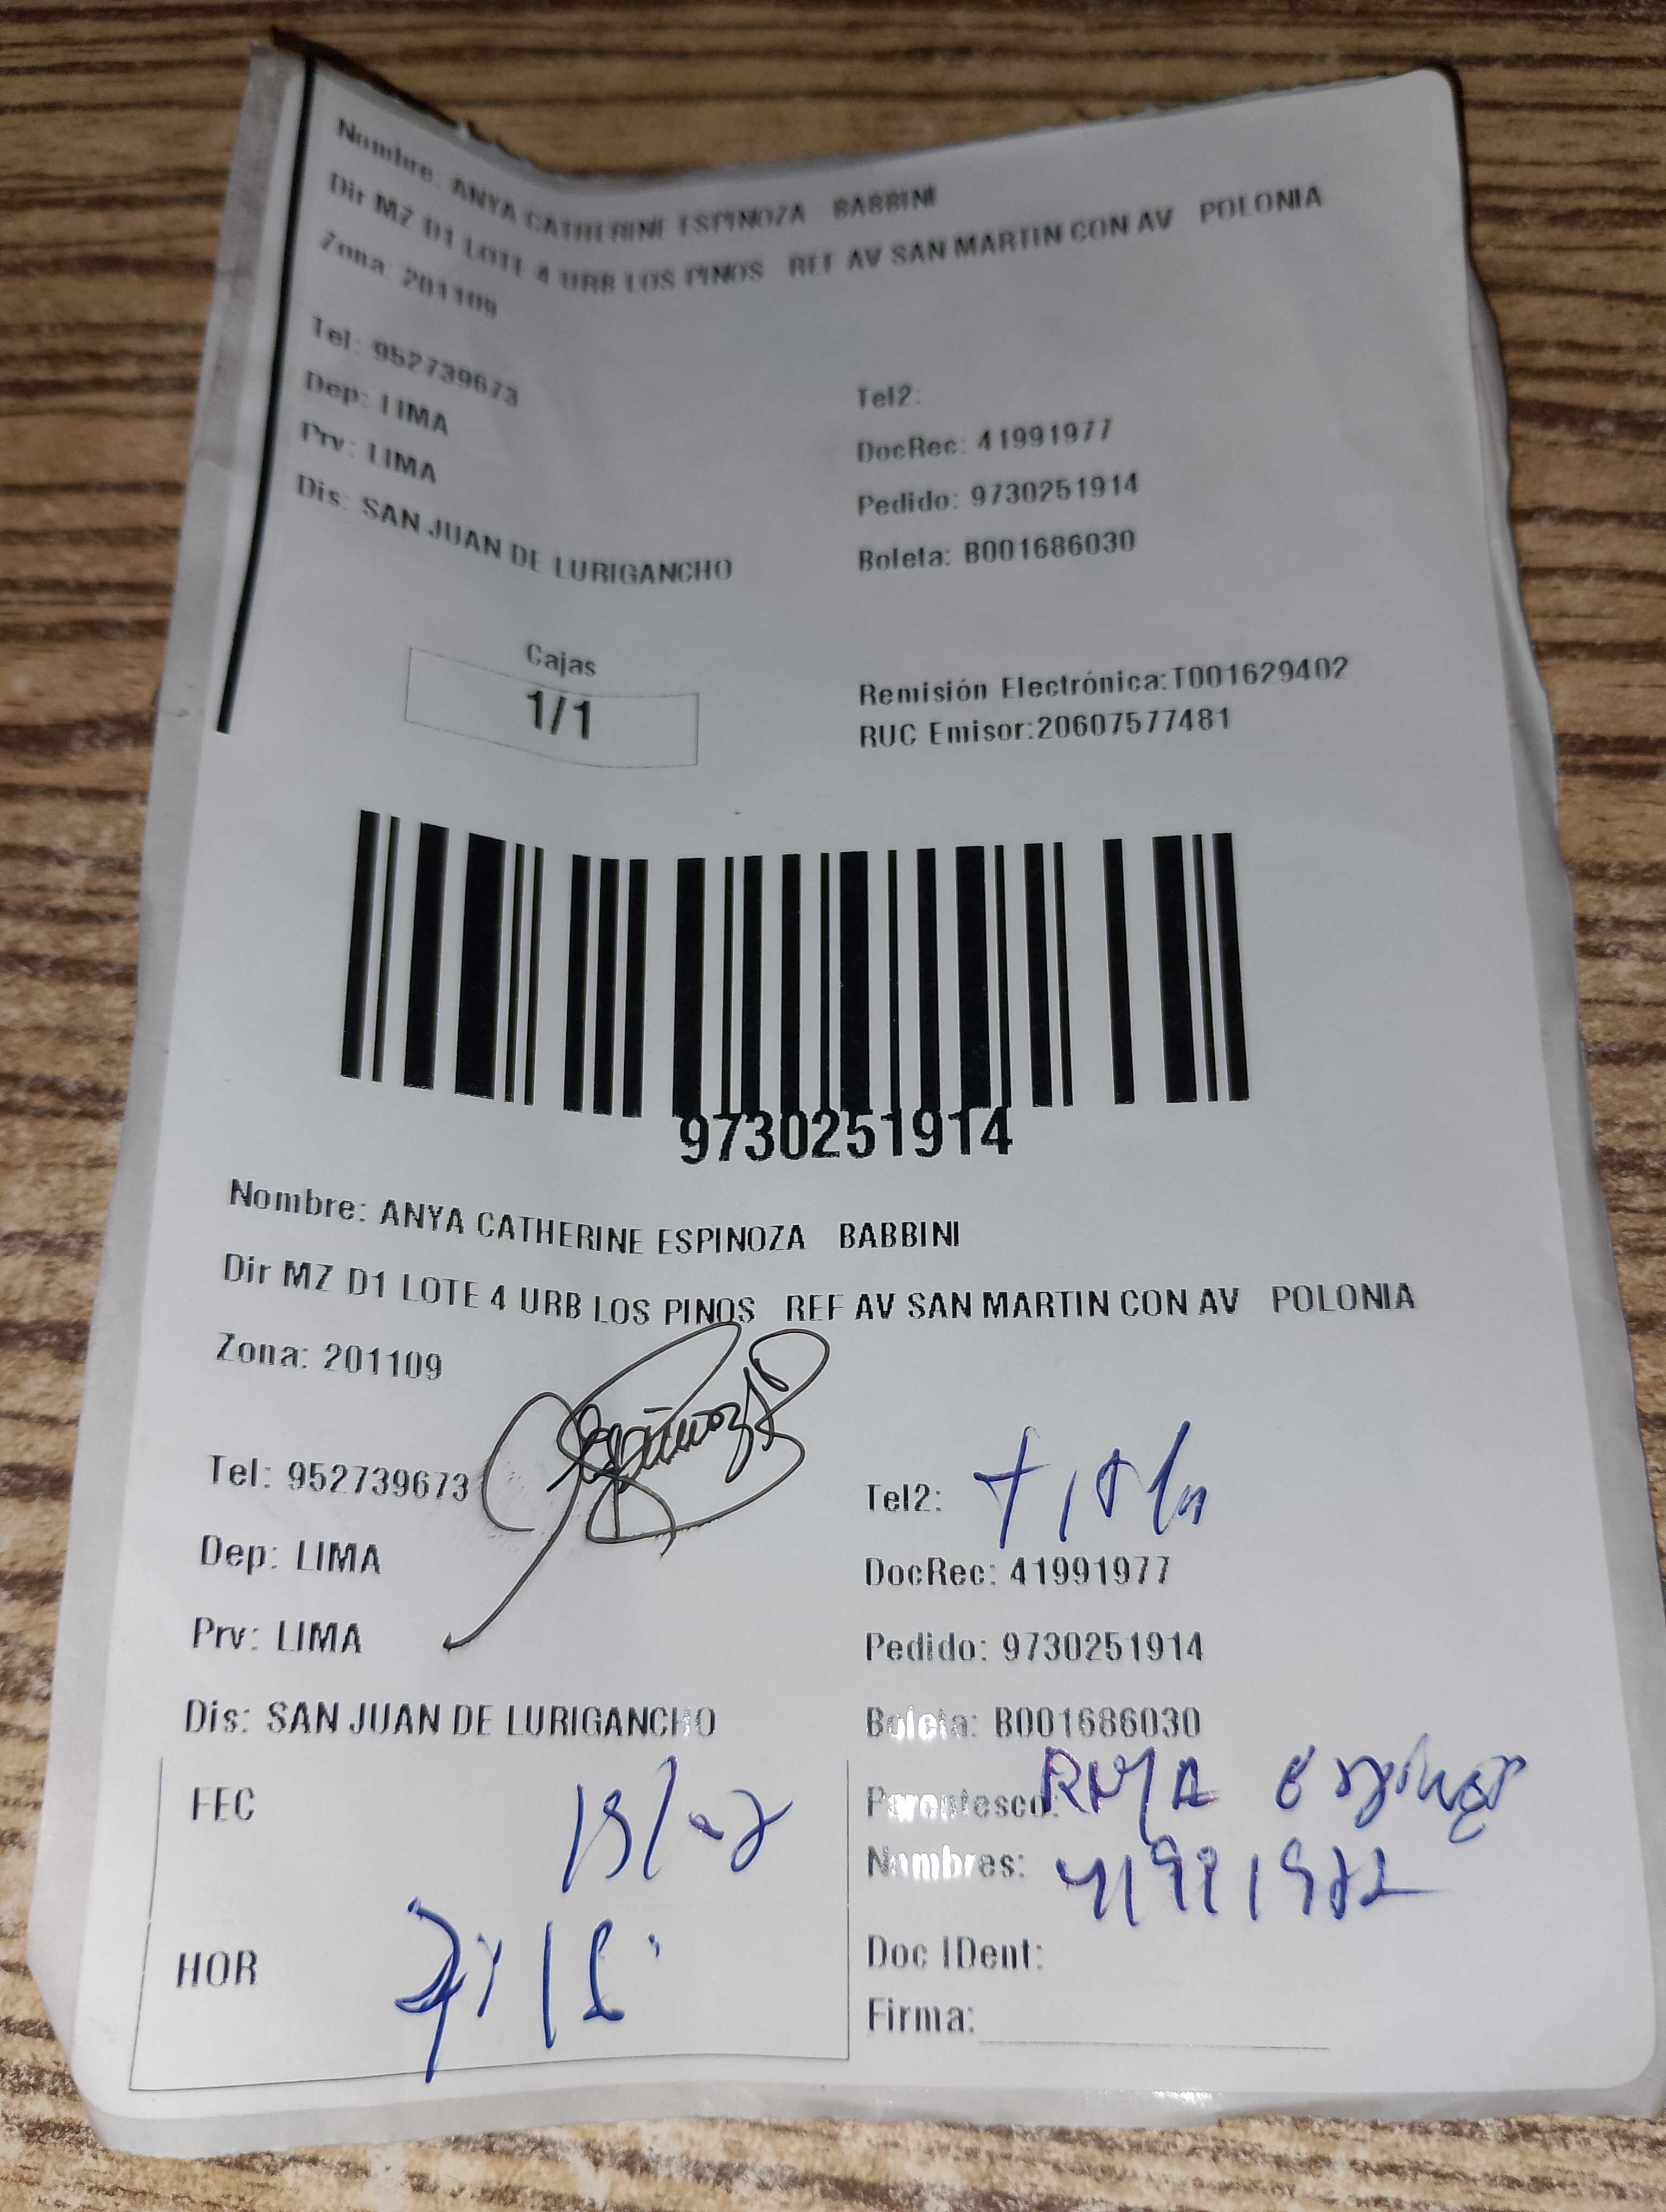 Nombre: ANYA CATHERINE ESPINOZA BABBINI
Dir MZ D1 LOTE 4 URB LOS PINOS REF AV SAN MARTIN CON AV POLONIA
Zona: 201109
Tel: 952739673
Tel2:
Dep: LIMA
DocRec: 41991977
Prv: LIMA
Pedido: 9730251914
Dis: SAN JUAN DE LURIGANCHO
Boleta: B001686030
Cajas
1/1
Remisión Electrónica:T001629402
RUC Emisor:20607577481
9730251914
Nombre: ANYA CATHERINE ESPINOZA BABBINI
Dir MZ D1 LOTE 4 URB LOS PINOS REF AV SAN MARTIN CON AV POLONIA
Zona: 201109
Tel: 952739673
Tel2:
Dep: LIMA
DocRec: 41991977
Prv: LIMA
Pedido: 9730251914
Dis: SAN JUAN DE LURIGANCHO
Boleta: B001686030
FEC
Parentesco:
Nombres:
HOR
Doc IDent:
Firma: